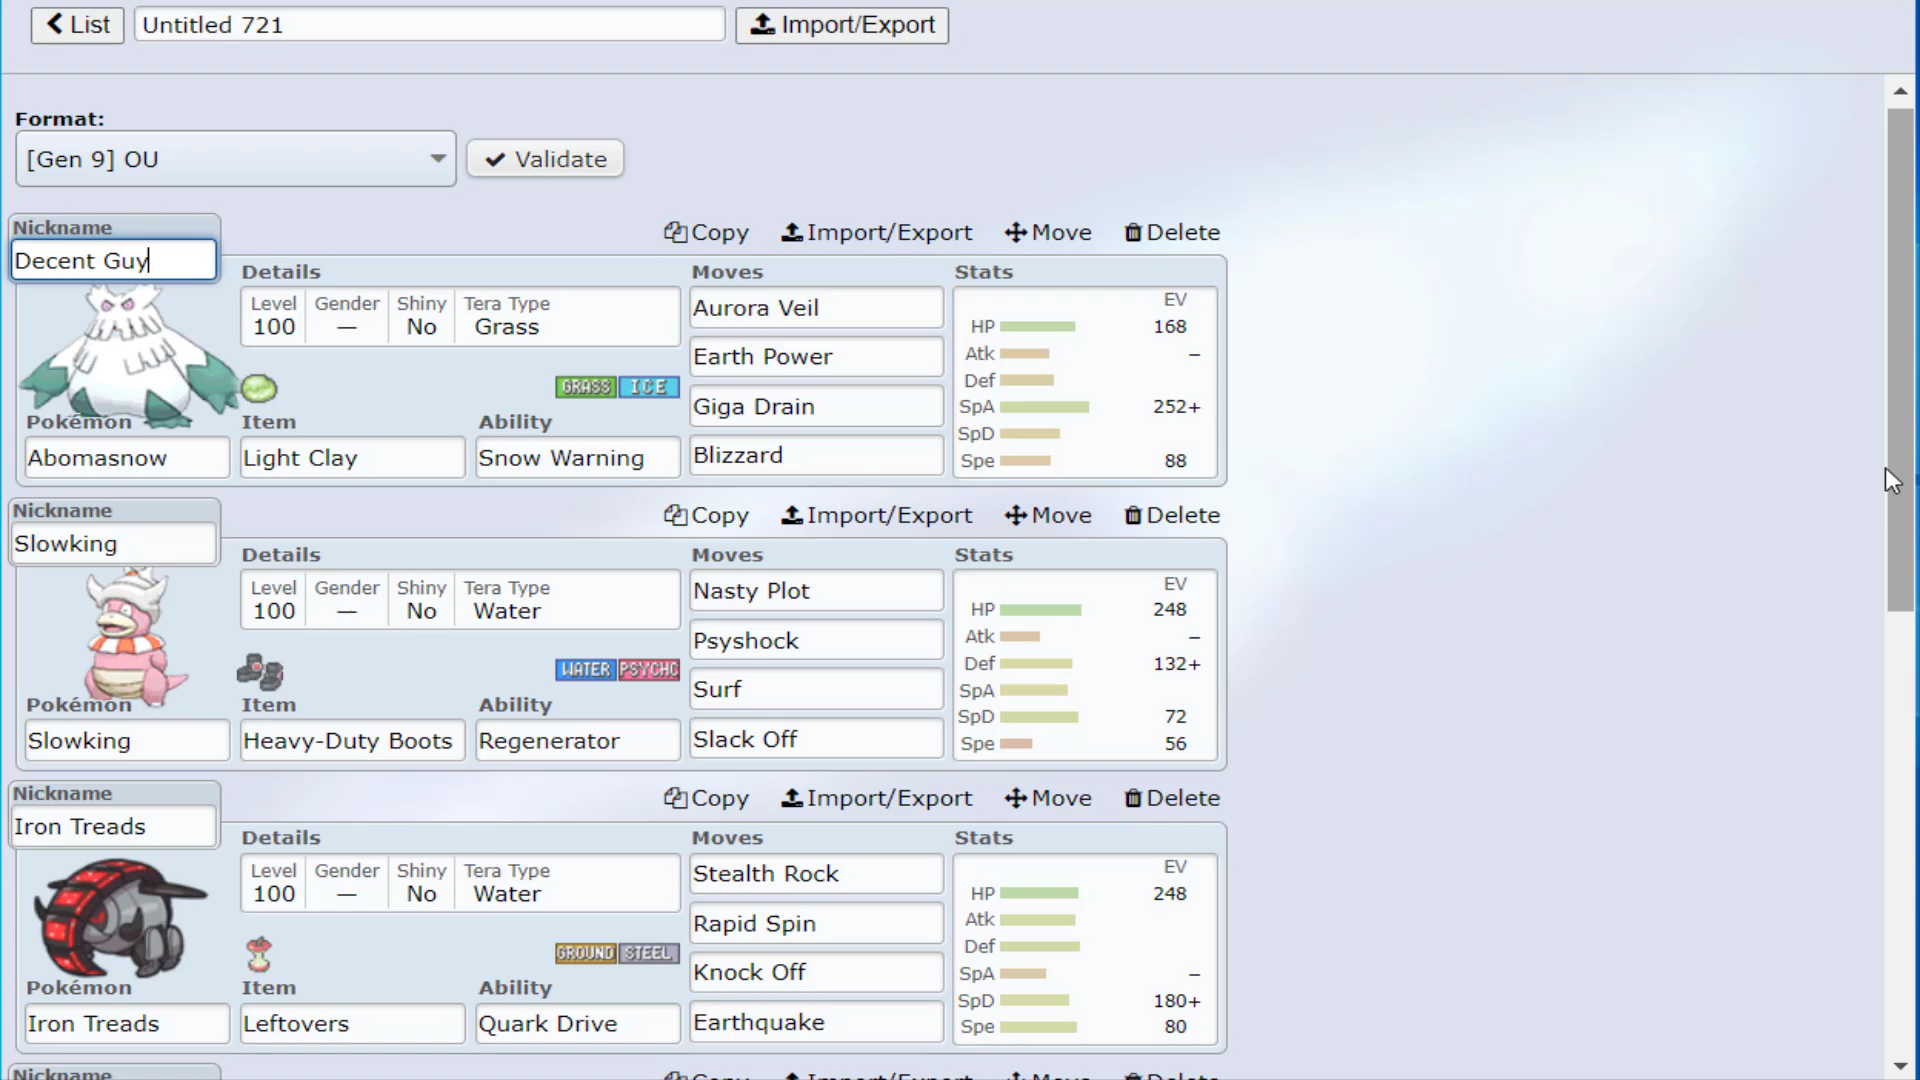 List
Untitled 721
Import/Export
Format:
[Gen 9] OU
Validate
Nickname
Decent Guy
Copy Import/Export Move Delete
Details
Level Gender Shiny Tera Type
100 — No Grass
GRASS ICE
Pokémon Item Ability
Abomasnow Light Clay Snow Warning
Moves
Aurora Veil
Earth Power
Giga Drain
Blizzard
Stats
EV
HP 168
Atk –
Def
SpA 252+
SpD
Spe 88
Nickname
Slowking
Copy Import/Export Move Delete
Details
Level Gender Shiny Tera Type
100 — No Water
WATER PSYCHC
Pokémon Item Ability
Slowking Heavy-Duty Boots Regenerator
Moves
Nasty Plot
Psyshock
Surf
Slack Off
Stats
EV
HP 248
Atk –
Def 132+
SpA
SpD 72
Spe 56
Nickname
Iron Treads
Copy Import/Export Move Delete
Details
Level Gender Shiny Tera Type
100 — No Water
GROUND STEEL
Pokémon Item Ability
Iron Treads Leftovers Quark Drive
Moves
Stealth Rock
Rapid Spin
Knock Off
Earthquake
Stats
EV
HP 248
Atk
Def
SpA –
SpD 180+
Spe 80
Nickname
Copy Import/Export Move Delete